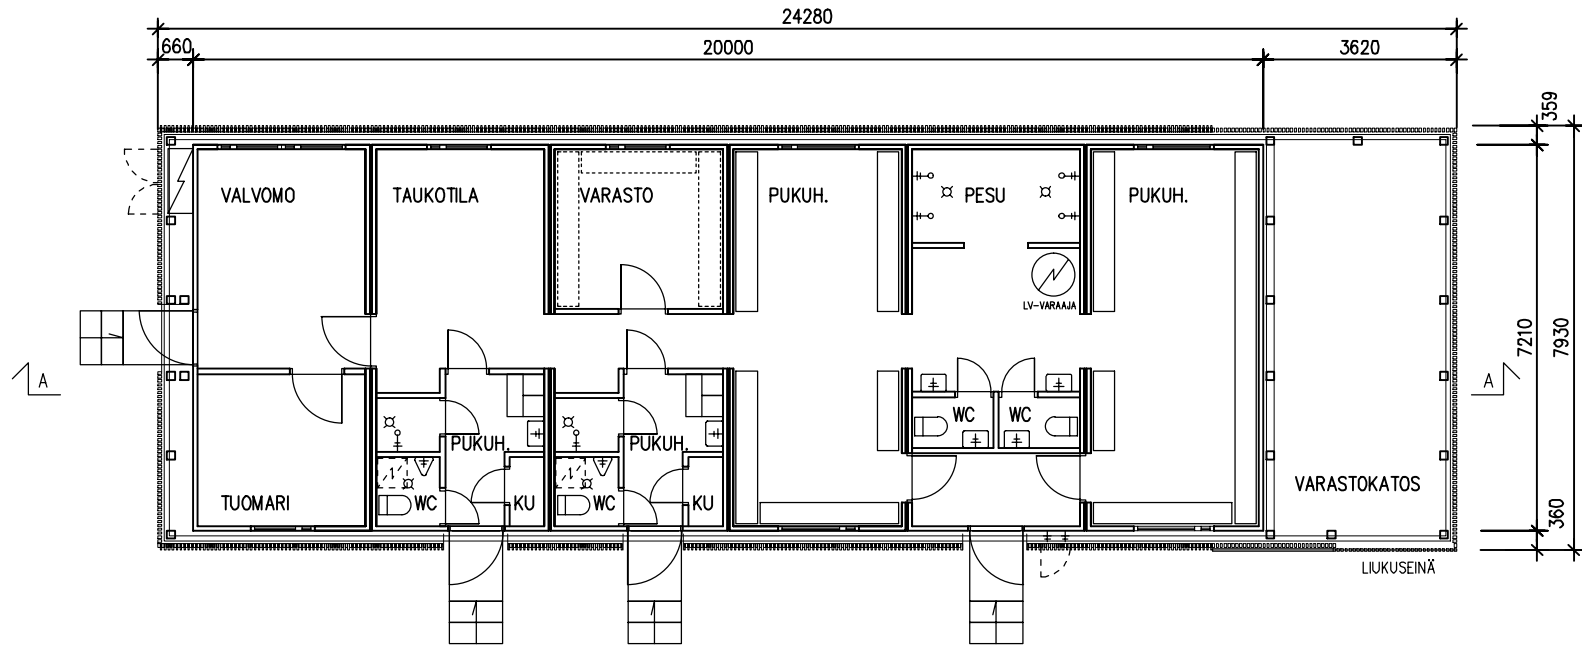 24280
660 20000 3620
359
VALVOMO TAUKOTILA VARASTO PUKUH. PESU PUKUH.
LV-VARAAJA
7210 7930
A A
WC WC
PUKUH. PUKUH.
VARASTOKATOS
TUOMARI WC KU WC KU
360
LIUKUSEINÄ